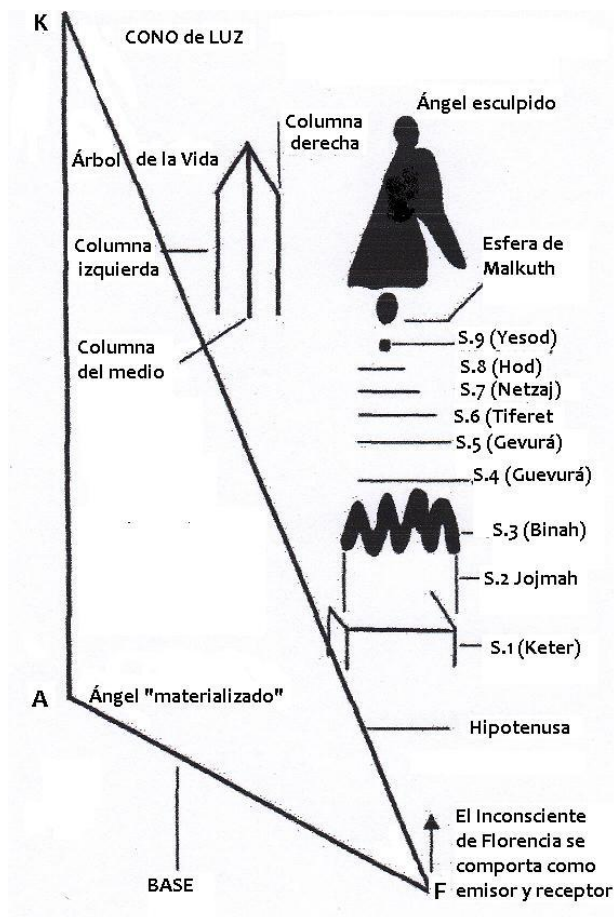 K
CONO de LUZ
Ángel esculpido
Columna
derecha
Árbol de la Vida
Columna
izquierda
Esfera de
Malkuth
Columna
del medio
S.9 (Yesod)
S.8 (Hod)
S.7 (Netzaj)
S.6 (Tiferet
S.5 (Gevurá)
S.4 (Guevurá)
S.3 (Binah)
S.2 Jojmah
S.1 (Keter)
A
Ángel "materializado"
Hipotenusa
BASE
El Inconsciente
de Florencia se
comporta como
F emisor y receptor